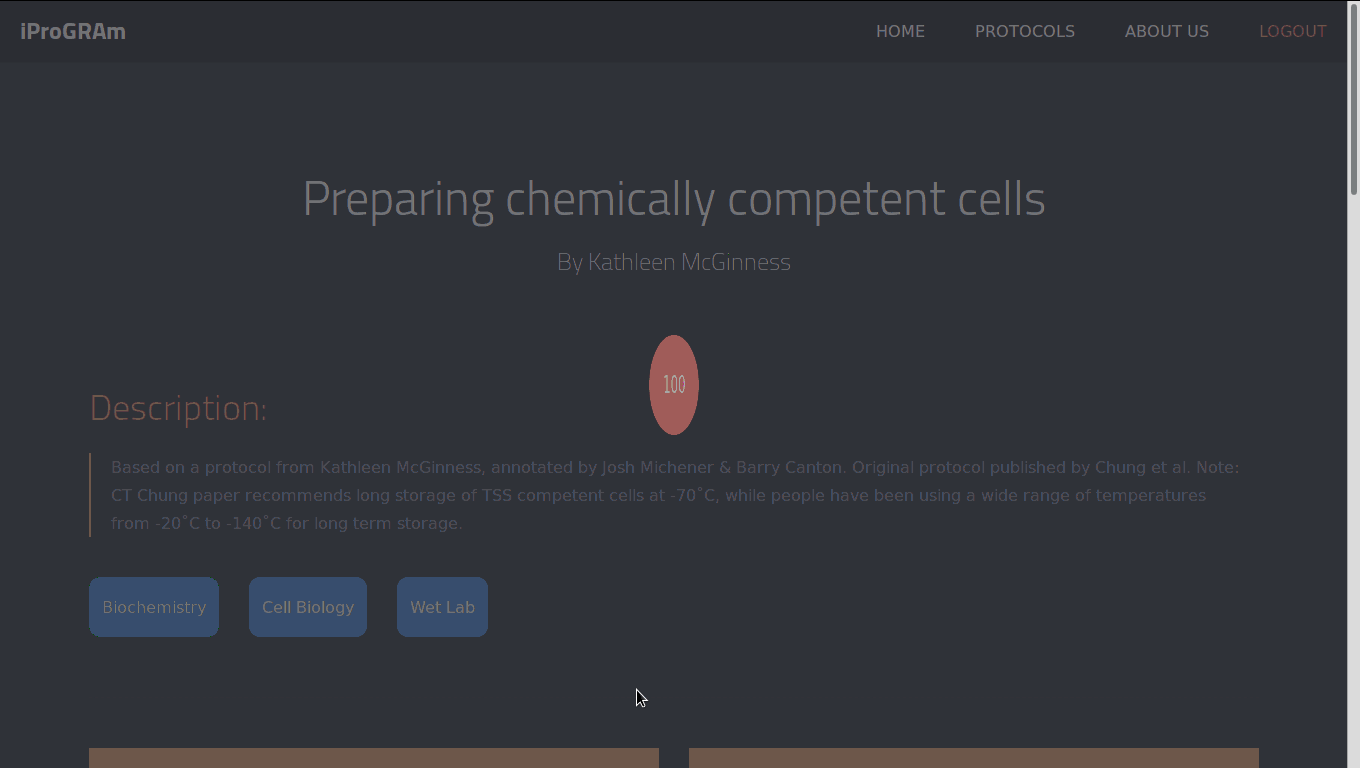 iProGRAm
HOME PROTOCOLS ABOUT US LOGOUT
Preparing chemically competent cells
By Kathleen McGinness
100
Description:
Based on a protocol from Kathleen McGinness, annotated by Josh Michener & Barry Canton. Original protocol published by Chung et al. Note:
CT Chung paper recommends long storage of TSS competent cells at -70˚C, while people have been using a wide range of temperatures
from -20˚C to -140˚C for long term storage.
Biochemistry Cell Biology Wet Lab